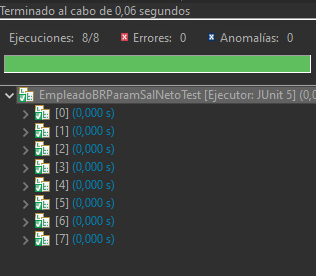 Terminado al cabo de 0,06 segundos
Ejecuciones: 8/8 Errores: 0 Anomalías: 0
EmpleadoBRParamSalNetoTest [Ejecutor: JUnit 5] (0,000 s)
[0] (0,000 s)
[1] (0,000 s)
[2] (0,000 s)
[3] (0,000 s)
[4] (0,000 s)
[5] (0,000 s)
[6] (0,000 s)
[7] (0,000 s)